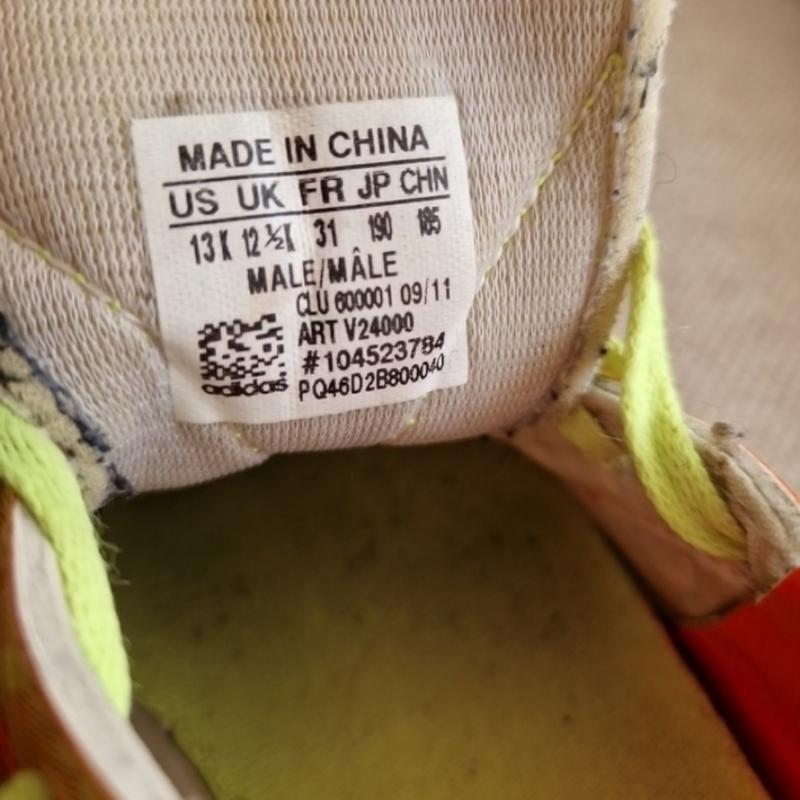 MADE IN CHINA
US UK FR JP CHN
13K 12½K 31 190 185
MALE/MÂLE
CLU 600001 09/11
ART V24000
#104523784
PQ46D2B800040
adidas